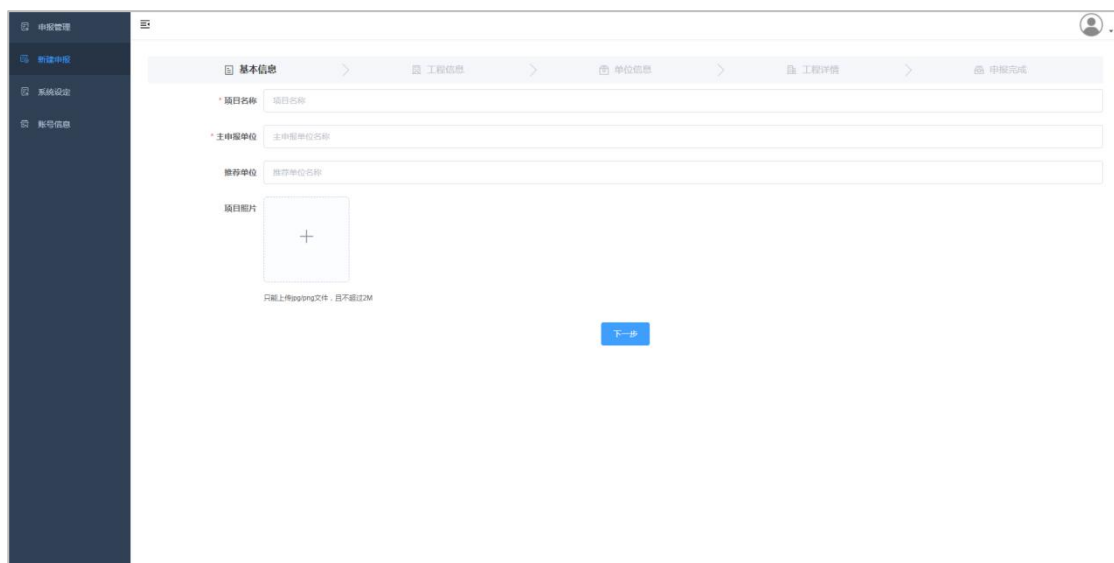 申报管理
新建申报
系统设定
账号信息
基本信息
工程信息
单位信息
工程详情
申报完成
* 项目名称 项目名称
* 主申报单位 主申报单位名称
推荐单位 推荐单位名称
项目照片
只能上传jpg/png文件，且不超过2M
下一步